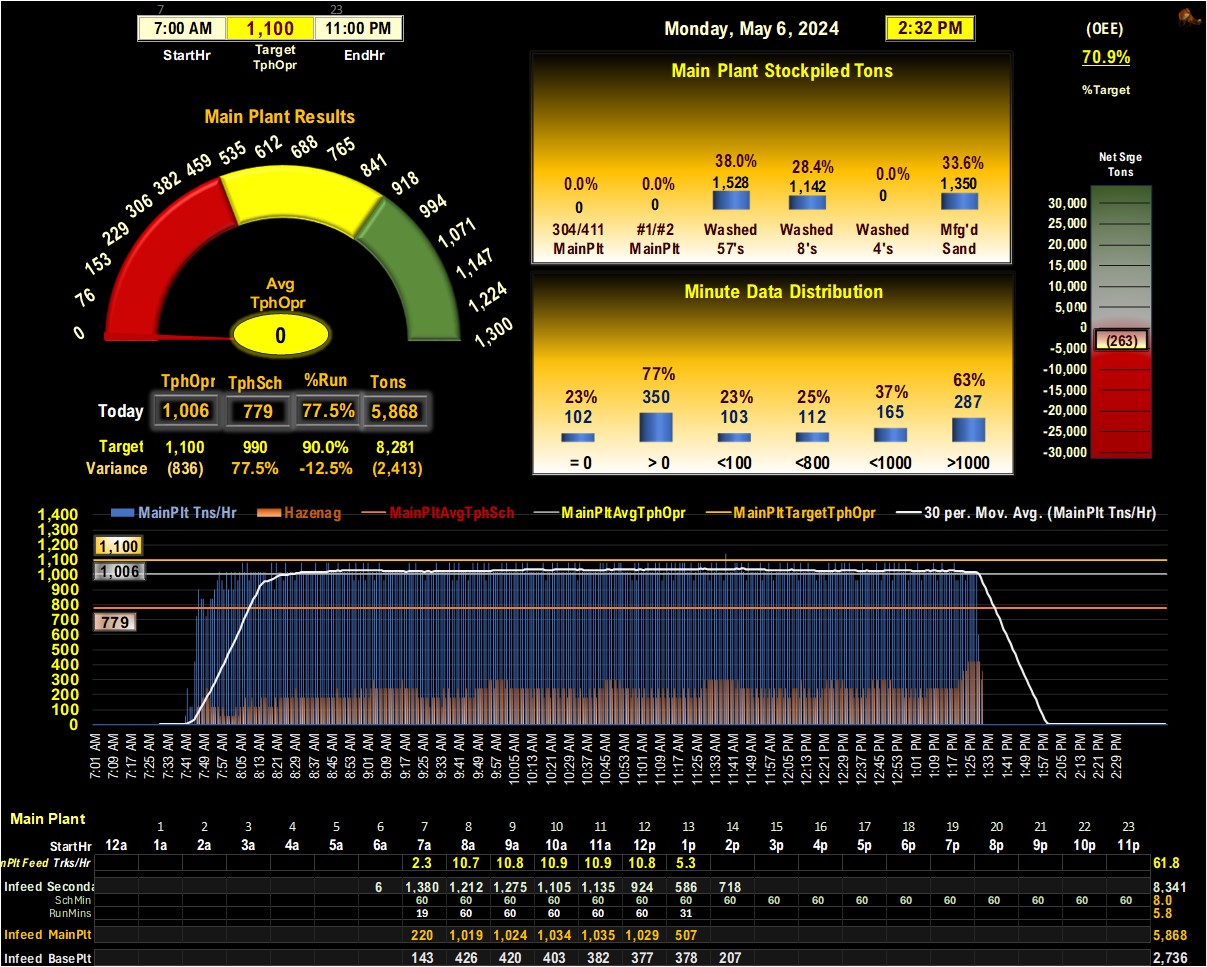 7 23
7:00 AM 1,100 11:00 PM
StartHr Target TphOpr EndHr
Monday, May 6, 2024 2:32 PM
(OEE)
70.9%
%Target
Main Plant Results
0 76 153 229 306 382 459 535 612 688 765 841 918 994 1,071 1,147 1,224 1,300
Avg
TphOpr
0
TphOpr TphSch %Run Tons
Today 1,006 779 77.5% 5,868
Target 1,100 990 90.0% 8,281
Variance (836) 77.5% -12.5% (2,413)
Main Plant Stockpiled Tons
0.0% 0.0% 38.0% 28.4% 0.0% 33.6%
0 0 1,528 1,142 0 1,350
304/411 #1/#2 Washed Washed Washed Mfg'd
MainPlt MainPlt 57's 8's 4's Sand
Minute Data Distribution
23% 77% 23% 25% 37% 63%
102 350 103 112 165 287
= 0 > 0 <100 <800 <1000 >1000
Net Srge
Tons
30,000
25,000
20,000
15,000
10,000
5,000
0
(263)
-5,000
-10,000
-15,000
-20,000
-25,000
-30,000
MainPlt Tns/Hr Hazenag MainPltAvgTphSch MainPltAvgTphOpr MainPltTargetTphOpr 30 per. Mov. Avg. (MainPlt Tns/Hr)
1,400
1,300
1,200
1,100
1,000
900
800
700
600
500
400
300
200
100
0
1,100
1,006
779
7:01 AM 7:09 AM 7:17 AM 7:25 AM 7:33 AM 7:41 AM 7:49 AM 7:57 AM 8:05 AM 8:13 AM 8:21 AM 8:29 AM 8:37 AM 8:45 AM 8:53 AM 9:01 AM 9:09 AM 9:17 AM 9:25 AM 9:33 AM 9:41 AM 9:49 AM 9:57 AM 10:05 AM 10:13 AM 10:21 AM 10:29 AM 10:37 AM 10:45 AM 10:53 AM 11:01 AM 11:09 AM 11:17 AM 11:25 AM 11:33 AM 11:41 AM 11:49 AM 11:57 AM 12:05 PM 12:13 PM 12:21 PM 12:29 PM 12:37 PM 12:45 PM 12:53 PM 1:01 PM 1:09 PM 1:17 PM 1:25 PM 1:33 PM 1:41 PM 1:49 PM 1:57 PM 2:05 PM 2:13 PM 2:21 PM 2:29 PM
Main Plant
1 2 3 4 5 6 7 8 9 10 11 12 13 14 15 16 17 18 19 20 21 22 23
StartHr 12a 1a 2a 3a 4a 5a 6a 7a 8a 9a 10a 11a 12p 1p 2p 3p 4p 5p 6p 7p 8p 9p 10p 11p
nPlt Feed Trks/Hr 2.3 10.7 10.8 10.9 10.9 10.8 5.3 61.8
Infeed Seconda 6 1,380 1,212 1,275 1,105 1,135 924 586 718 8,341
SchMin 60 60 60 60 60 60 60 60 60 60 60 60 60 60 60 60 60 8.0
RunMins 19 60 60 60 60 60 31 5.8
Infeed MainPlt 220 1,019 1,024 1,034 1,035 1,029 507 5,868
Infeed BasePlt 143 426 420 403 382 377 378 207 2,736